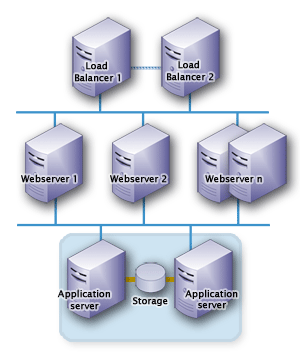 Load
Balancer 1
Load
Balancer 2
Webserver 1
Webserver 2
Webserver n
Application
server
Storage
Application
server